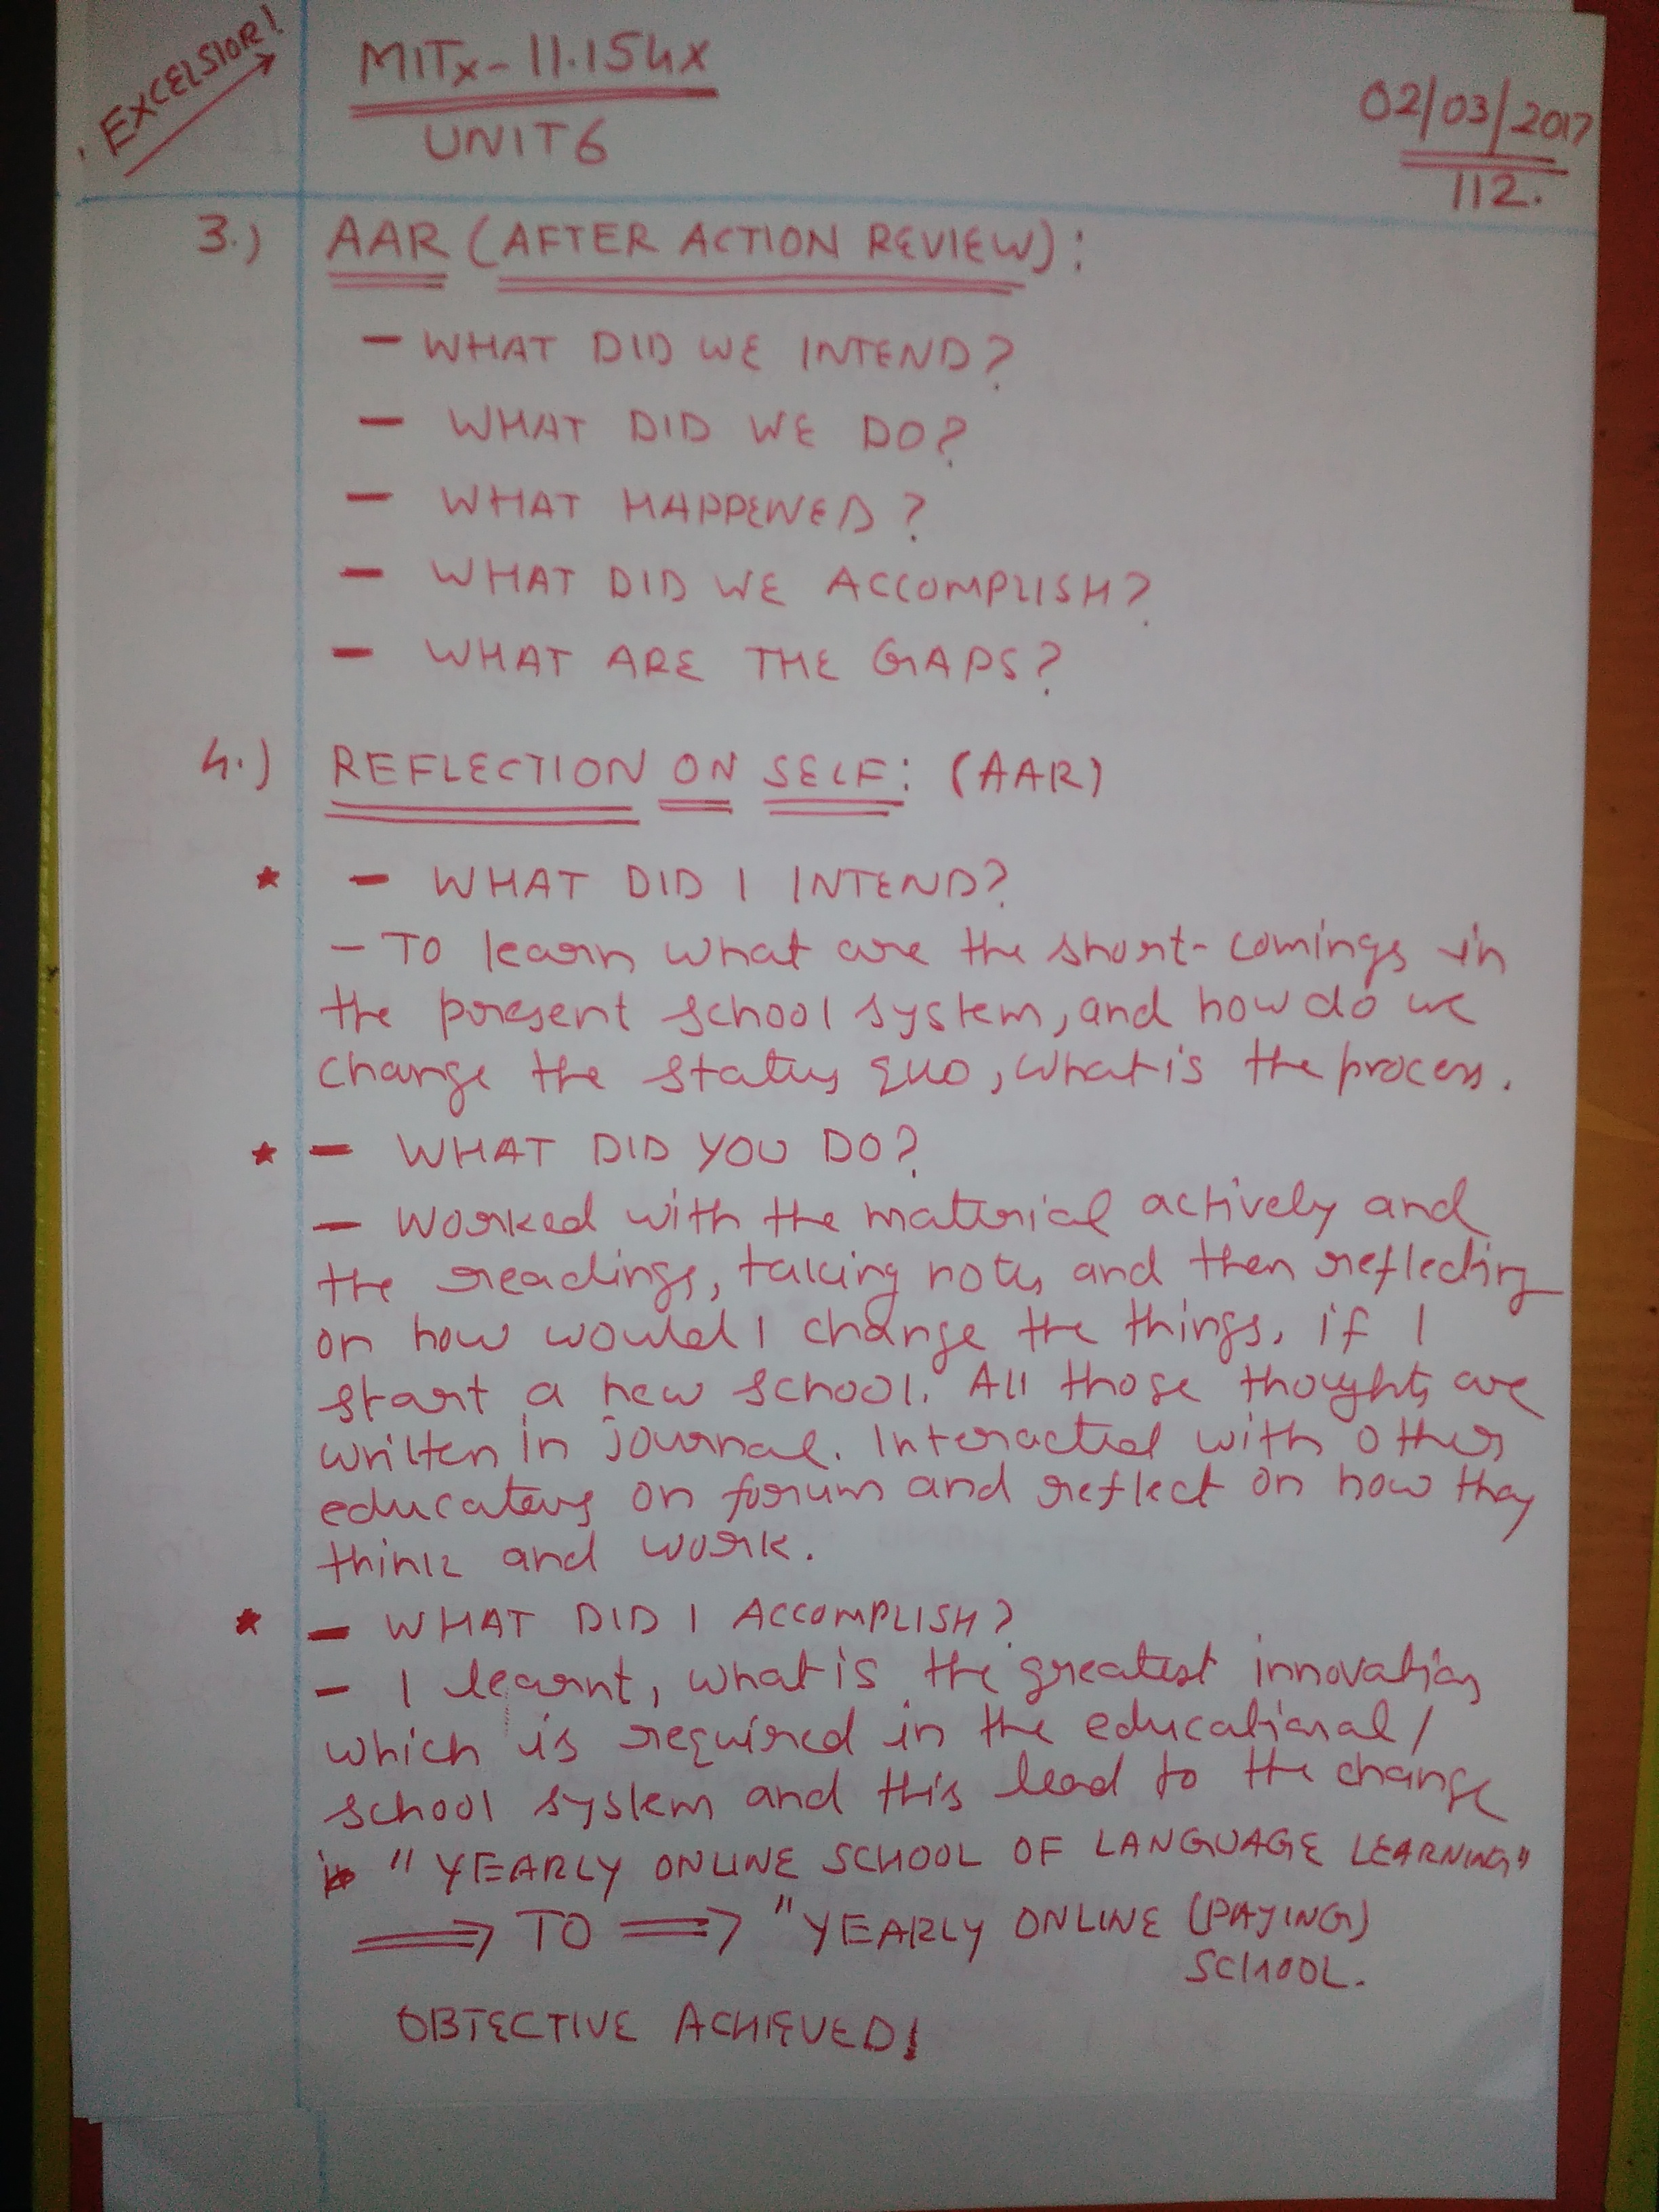 EXCELSIOR!
MITx-11.154x
UNIT 6
02/03/2017
112.
3.) AAR (AFTER ACTION REVIEW):
- WHAT DID WE INTEND?
- WHAT DID WE DO?
- WHAT HAPPENED?
- WHAT DID WE ACCOMPLISH?
- WHAT ARE THE GAPS?
4.) REFLECTION ON SELF: (AAR)
* - WHAT DID I INTEND?
- To learn what are the short-comings in
the present school system, and how do we
change the status quo, what is the process.
* - WHAT DID YOU DO?
- Worked with the material actively and
the readings, taking notes and then reflecting
on how would I change the things, if I
start a new school. All those thoughts are
written in journal. Interacted with other
educators on forum and reflect on how they
think and work.
* - WHAT DID I ACCOMPLISH?
- I learnt, what is the greatest innovation
which is required in the educational/
school system and this lead to the change
"YEARLY ONLINE SCHOOL OF LANGUAGE LEARNING"
⇒ TO ⇒ "YEARLY ONLINE (PAYING)
SCHOOL.
OBJECTIVE ACHIEVED!